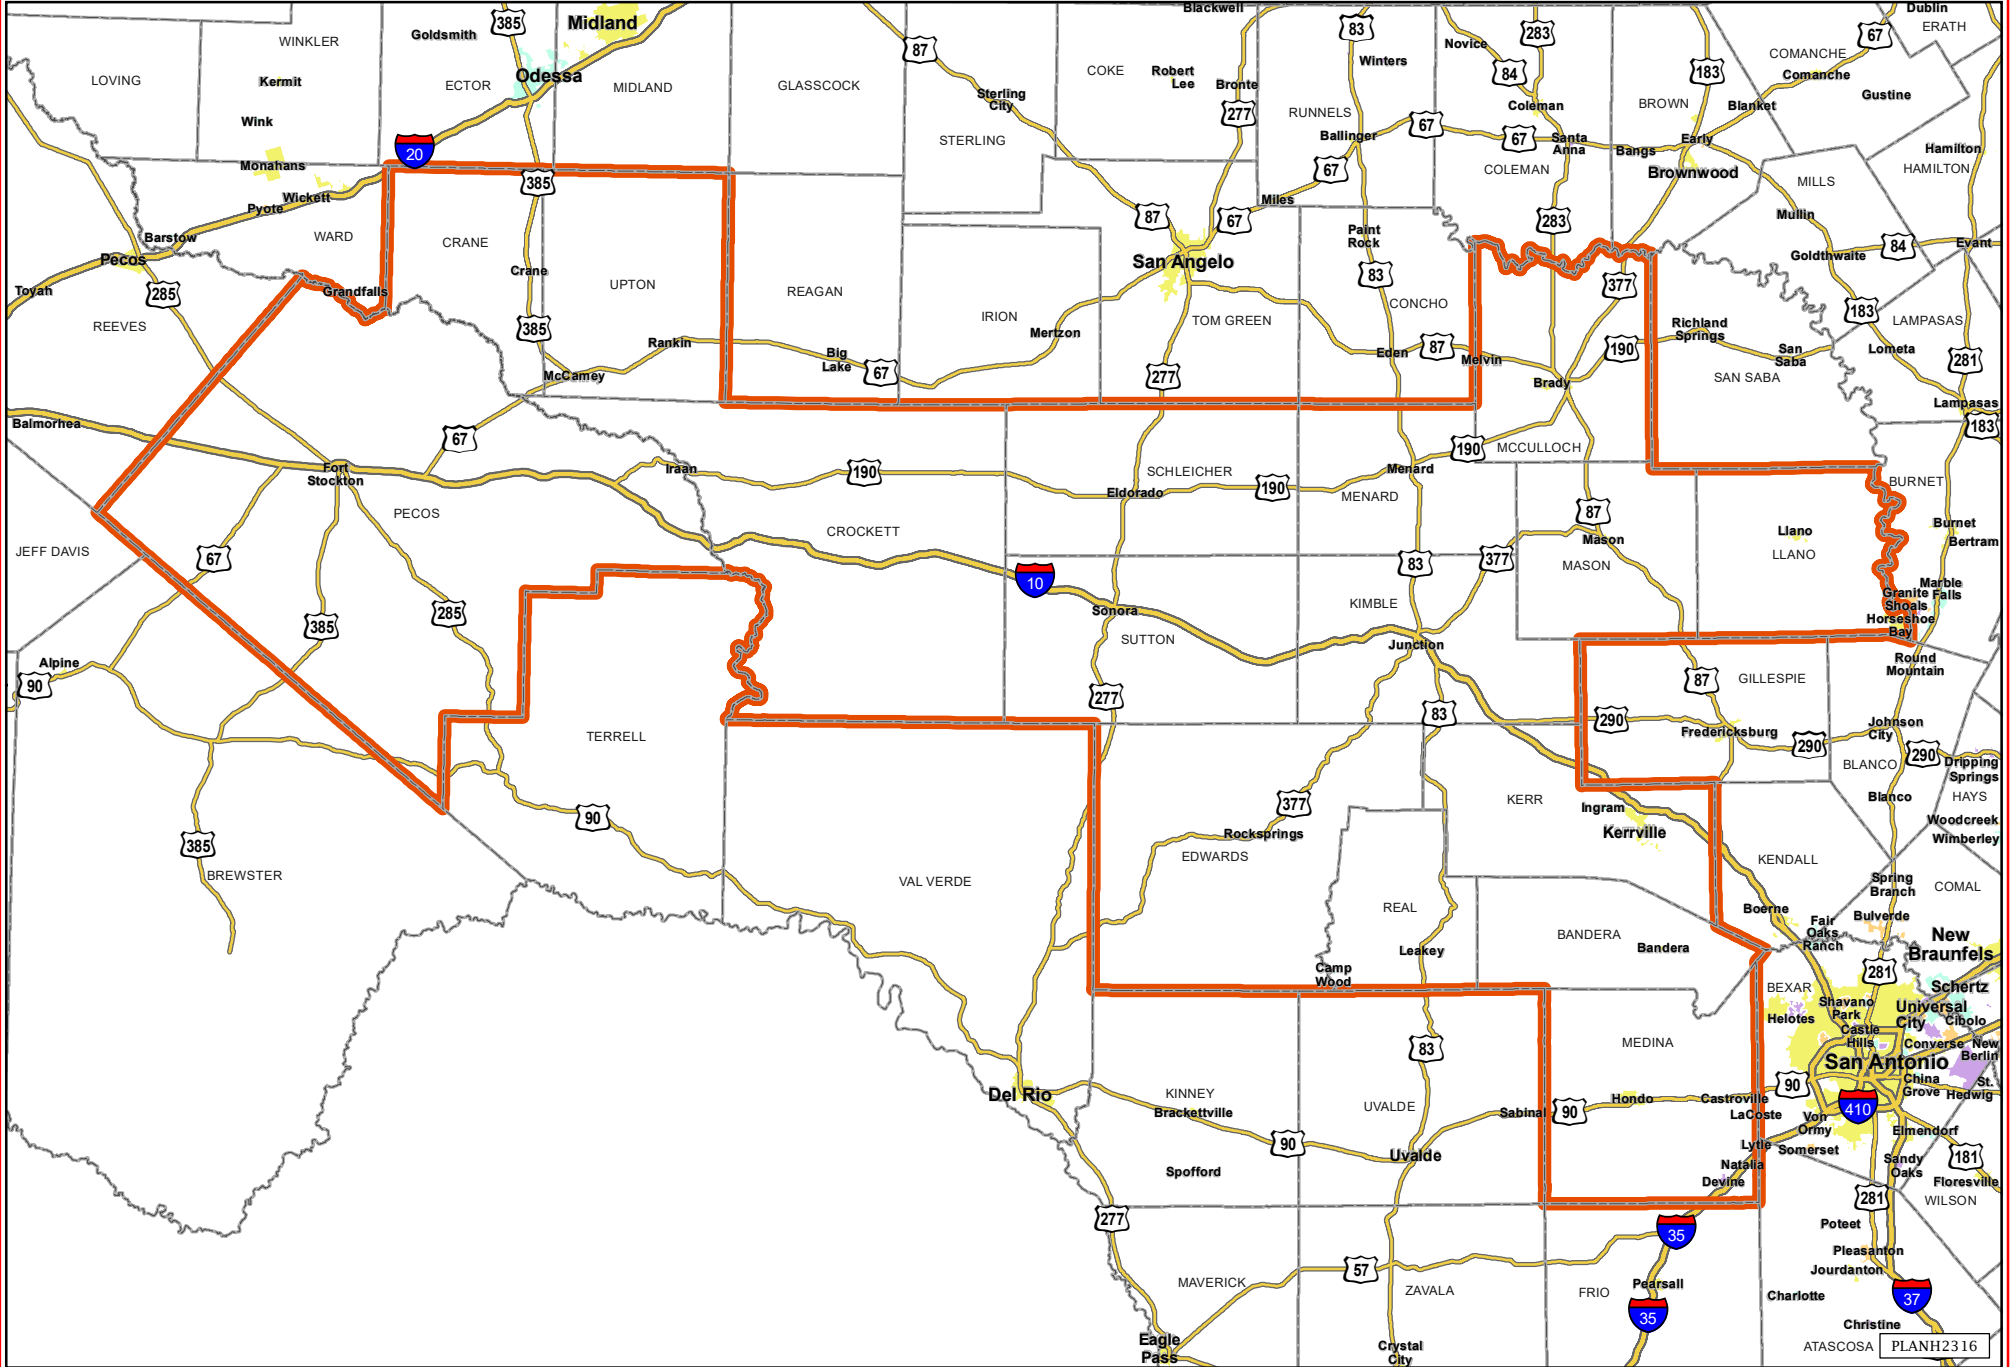 Blackwell
Dublin
385
Midland
Goldsmith
WINKLER
87
83
Novice
283
67
ERATH
COMANCHE
LOVING
Kermit
ECTOR
Odessa
MIDLAND
GLASSCOCK
COKE
Robert
Lee
Bronte
Winters
84
183
Comanche
Sterling
City
277
RUNNELS
Coleman
BROWN
Blanket
Gustine
Wink
STERLING
Ballinger
67
67
Santa
Anna
Bangs
Early
Hamilton
20
Monahans
67
COLEMAN
Brownwood
MILLS
HAMILTON
385
Wickett
Pyote
Miles
87
67
283
Mullin
Barstow
WARD
CRANE
Paint
Rock
84
Evant
Pecos
San Angelo
Goldthwaite
Crane
83
Toyah
285
Grandfalls
UPTON
REAGAN
377
CONCHO
183
REEVES
385
IRION
Mertzon
TOM GREEN
Richland
Springs
LAMPASAS
Rankin
Big
Lake
67
Eden
87
Melvin
190
San
Saba
Lometa
281
McCamey
277
Brady
SAN SABA
Lampasas
Balmorhea
67
183
190
MCCULLOCH
Fort
Stockton
Iraan
190
SCHLEICHER
Menard
BURNET
Eldorado
190
MENARD
PECOS
87
Burnet
CROCKETT
Llano
Bertram
JEFF DAVIS
67
Mason
LLANO
83
377
MASON
10
Marble
Falls
Granite
Shoals
KIMBLE
285
385
Sonora
Horseshoe
Bay
SUTTON
Junction
Alpine
Round
Mountain
90
277
87
GILLESPIE
83
290
Fredericksburg
Johnson
City
TERRELL
290
290
BLANCO
Dripping
Springs
377
KERR
Ingram
Blanco
HAYS
90
Rocksprings
Kerrville
Woodcreek
Wimberley
385
EDWARDS
KENDALL
BREWSTER
VAL VERDE
Spring
Branch
COMAL
REAL
Boerne
Bulverde
BANDERA
Bandera
Fair
Oaks
Ranch
New
Braunfels
Leakey
Camp
Wood
281
BEXAR
Schertz
Shavano
Park
Universal
City
Helotes
Cibolo
MEDINA
Castle
Hills
Converse
New
Berlin
83
San Antonio
Del Rio
KINNEY
Brackettville
UVALDE
Sabinal
90
Hondo
Castroville
90
China
Grove
St.
Hedwig
LaCoste
410
Von
Ormy
Elmendorf
90
Uvalde
Lytle
Somerset
181
Spofford
Natalia
Sandy
Oaks
Devine
Floresville
277
281
WILSON
35
Poteet
57
Pleasanton
MAVERICK
ZAVALA
FRIO
Pearsall
Jourdanton
Charlotte
37
35
Christine
Eagle
Pass
Crystal
City
ATASCOSA
PLANH2316